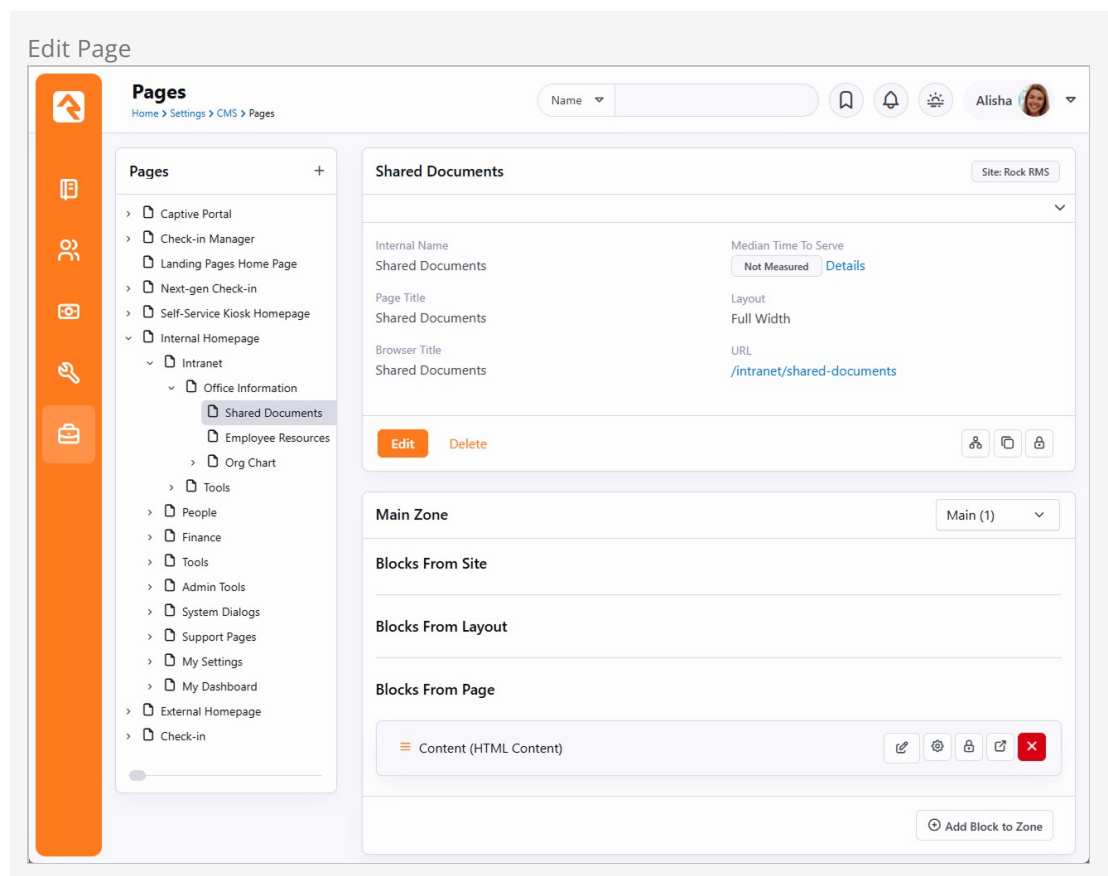 Edit Page
Pages
Home > Settings > CMS > Pages
Name
Alisha
Pages
Captive Portal
Check-in Manager
Landing Pages Home Page
Next-gen Check-in
Self-Service Kiosk Homepage
Internal Homepage
Intranet
Office Information
Shared Documents
Employee Resources
Org Chart
Tools
People
Finance
Tools
Admin Tools
System Dialogs
Support Pages
My Settings
My Dashboard
External Homepage
Check-in
Shared Documents
Site: Rock RMS
Internal Name
Shared Documents
Median Time To Serve
Not Measured Details
Page Title
Shared Documents
Layout
Full Width
Browser Title
Shared Documents
URL
/intranet/shared-documents
Edit
Delete
Main Zone
Main (1)
Blocks From Site
Blocks From Layout
Blocks From Page
Content (HTML Content)
Add Block to Zone